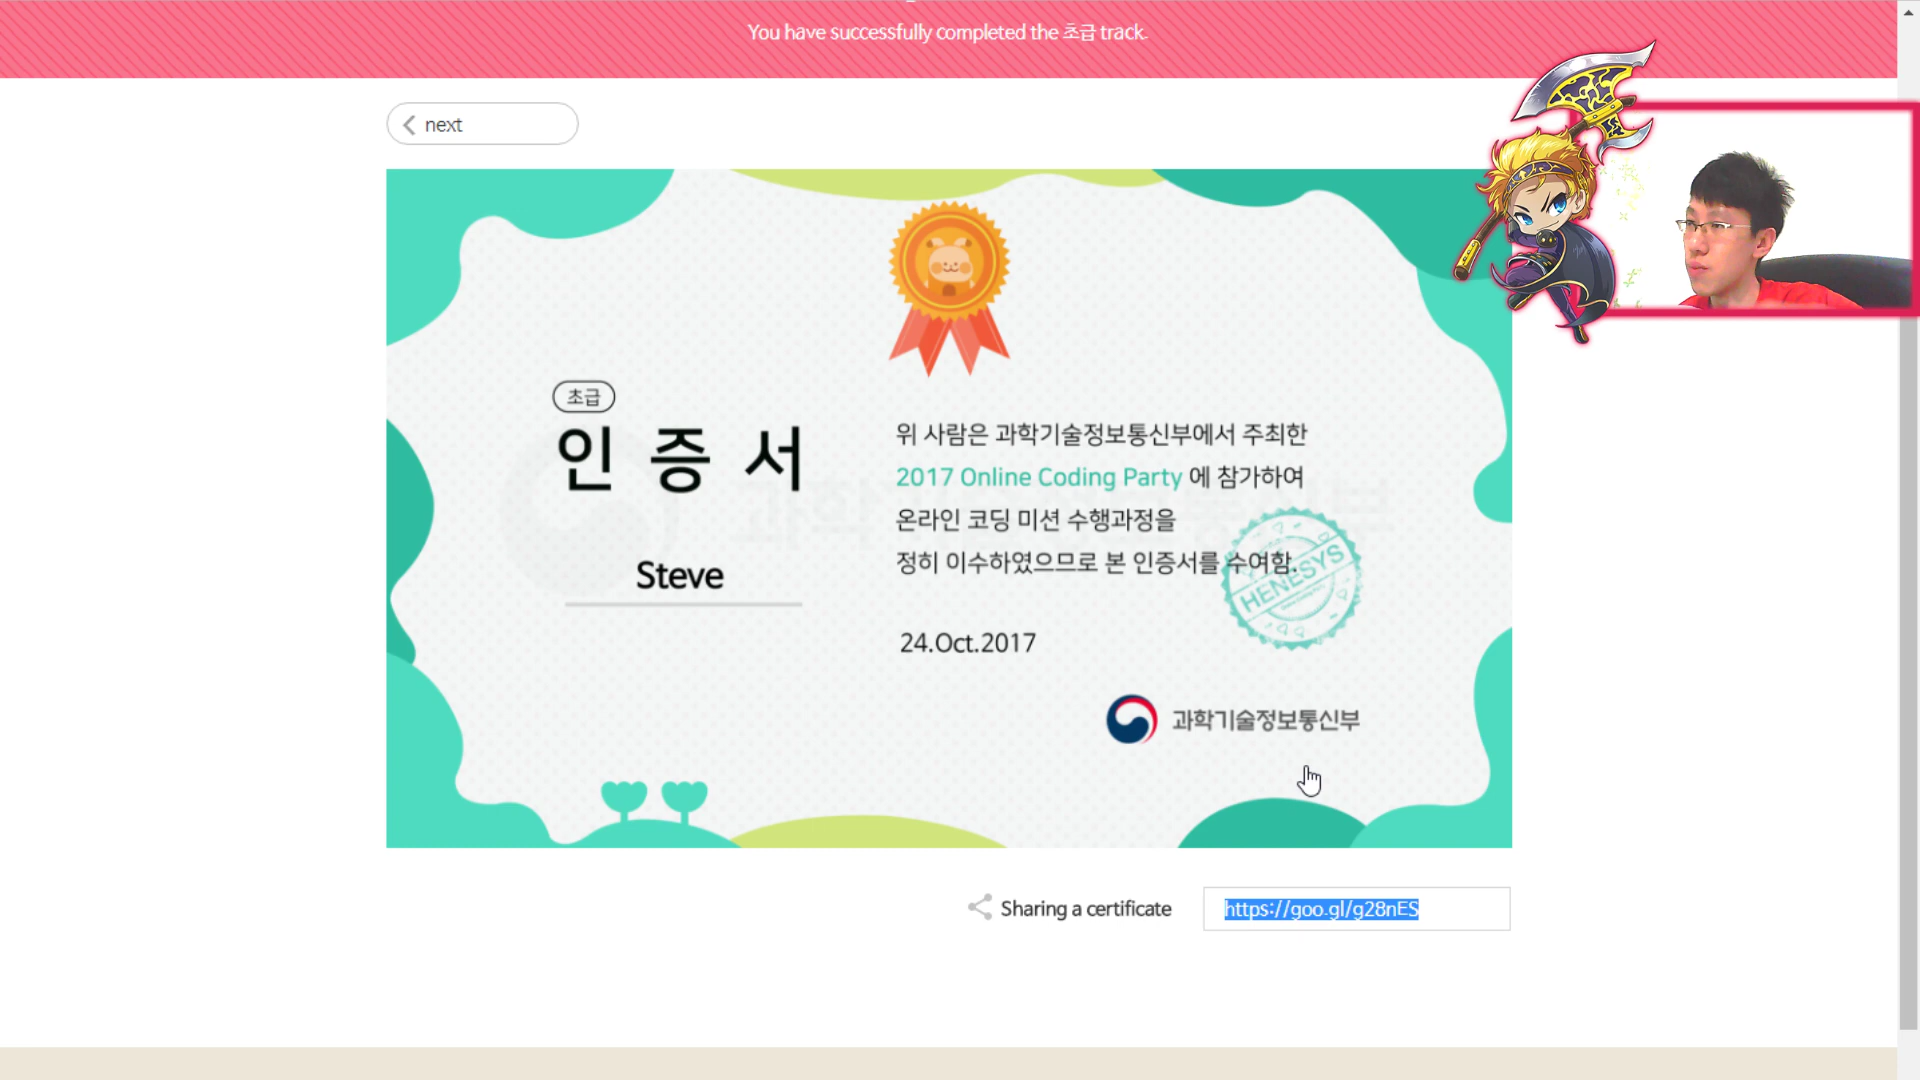 You have successfully completed the 초급 track.
next
초급
인증서
Steve
위 사람은 과학기술정보통신부에서 주최한
2017 Online Coding Party 에 참가하여
온라인 코딩 미션 수행과정을
정히 이수하였으므로 본 인증서를 수여함.
HENESYS
24.Oct.2017
과학기술정보통신부
Sharing a certificate
https://goo.gl/g28nES